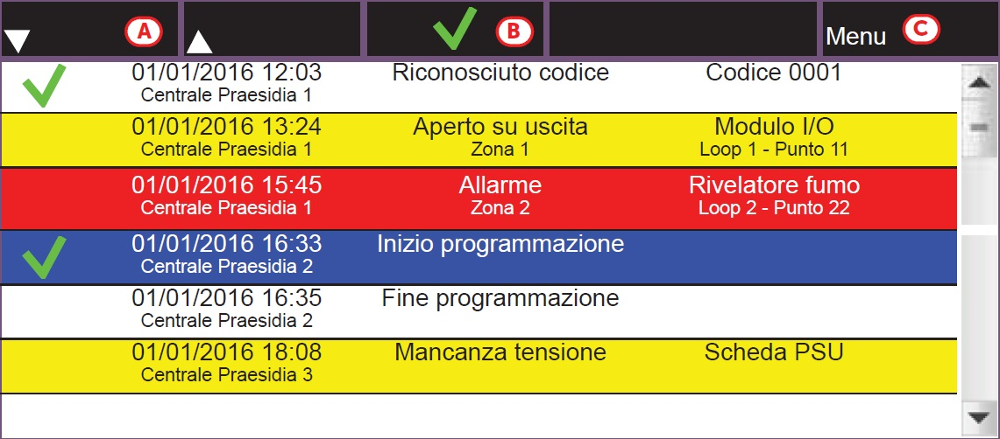 A
B
Menu C
01/01/2016 12:03 Riconosciuto codice Codice 0001
Centrale Praesidia 1
01/01/2016 13:24 Aperto su uscita Modulo I/O
Centrale Praesidia 1 Zona 1 Loop 1 - Punto 11
01/01/2016 15:45 Allarme Rivelatore fumo
Centrale Praesidia 1 Zona 2 Loop 2 - Punto 22
01/01/2016 16:33 Inizio programmazione
Centrale Praesidia 2
01/01/2016 16:35 Fine programmazione
Centrale Praesidia 2
01/01/2016 18:08 Mancanza tensione Scheda PSU
Centrale Praesidia 3